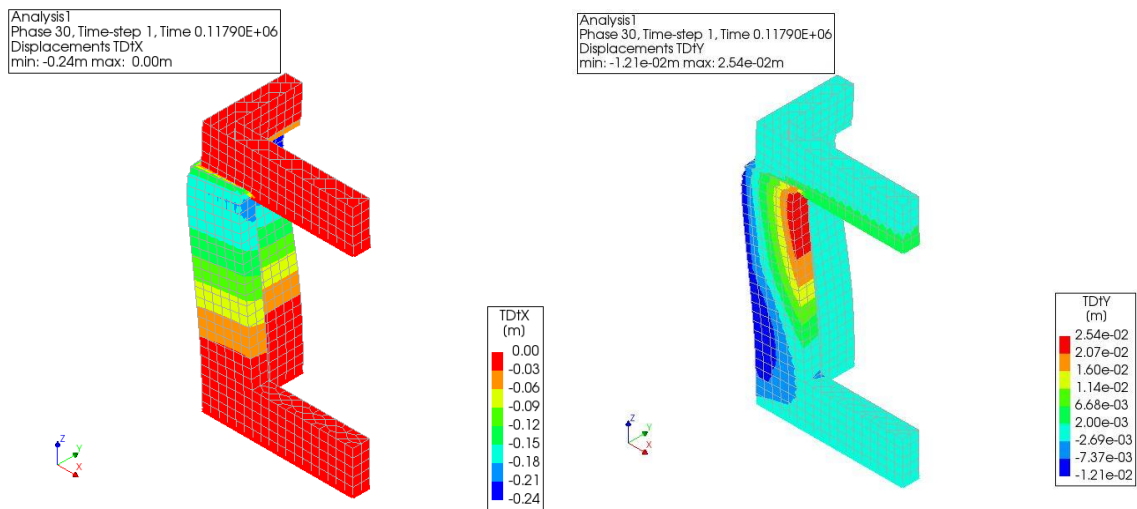 Analysis1
Phase 30, Time-step 1, Time 0.11790E+06
Displacements TDtX
min: -0.24m max: 0.00m
Z
Y
X
TDtX
(m)
0.00
-0.03
-0.06
-0.09
-0.12
-0.15
-0.18
-0.21
-0.24
Analysis1
Phase 30, Time-step 1, Time 0.11790E+06
Displacements TDtY
min: -1.21e-02m max: 2.54e-02m
Z
Y
X
TDtY
(m)
2.54e-02
2.07e-02
1.60e-02
1.14e-02
6.68e-03
2.00e-03
-2.69e-03
-7.37e-03
-1.21e-02